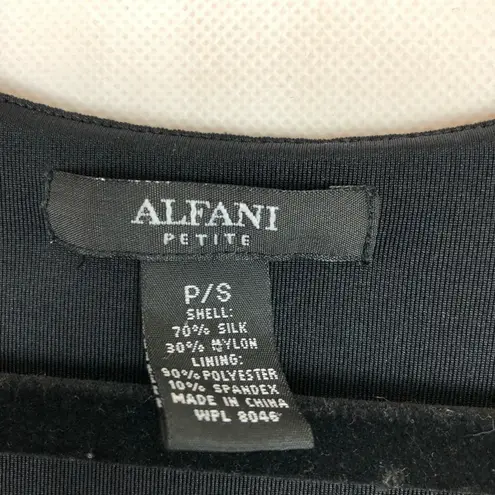 ALFANI
PETITE
P/S
SHELL:
70% SILK
30% NYLON
LINING:
90% POLYESTER
10% SPANDEX
MADE IN CHINA
WPL 8046